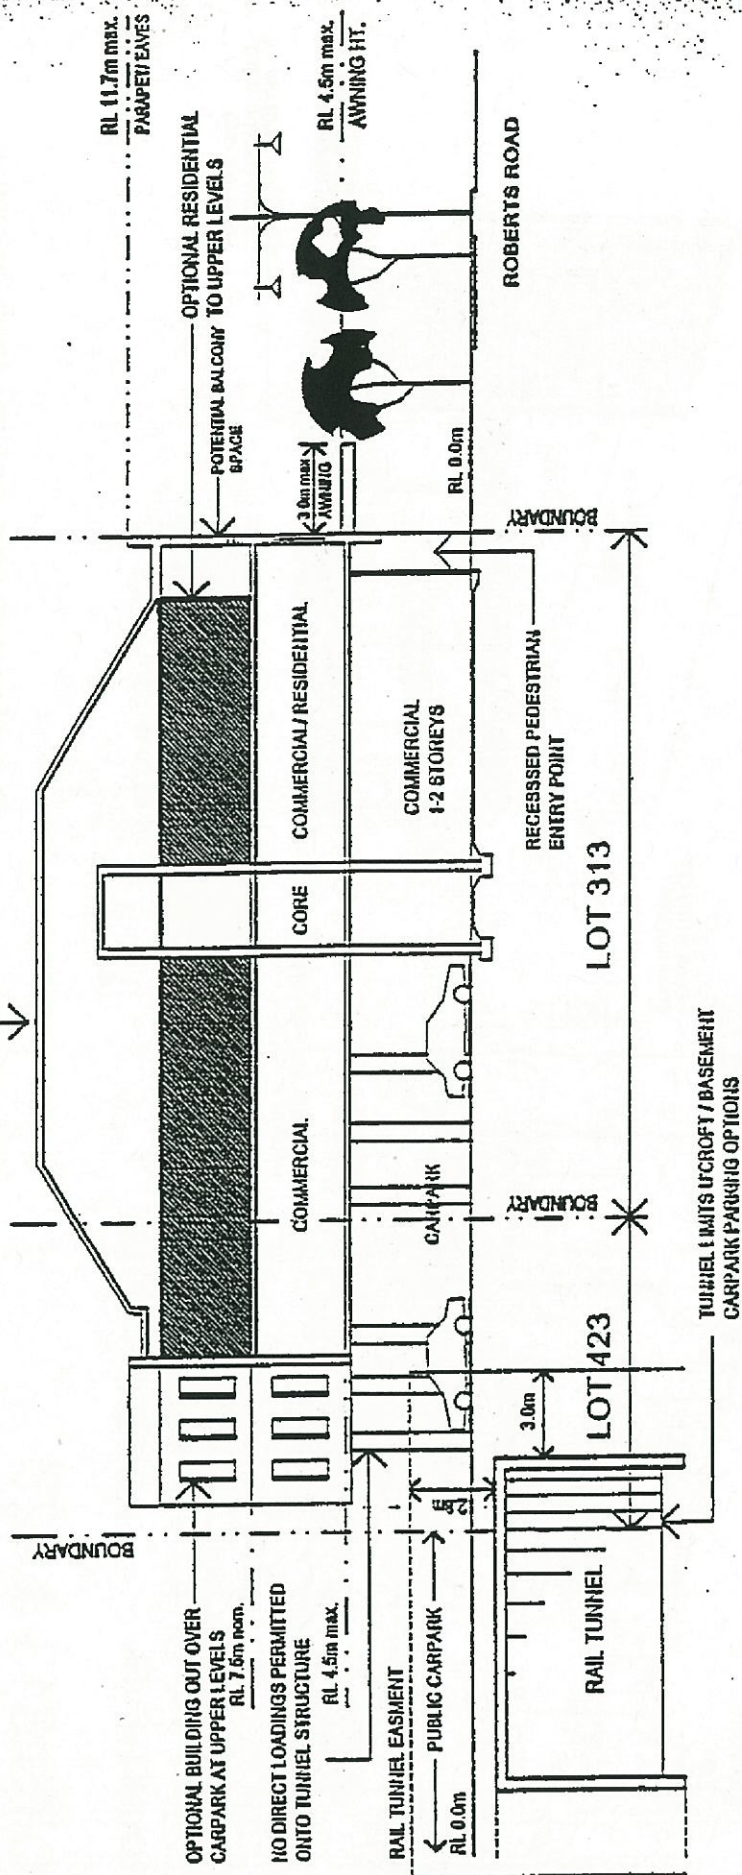 RL 11.7m max.
PARAPET/ EAVES
OPTIONAL RESIDENTIAL
TO UPPER LEVELS
POTENTIAL BALCONY
SPACE
RL 4.5m max.
AWNING HT.
3.0m max
AWNING
ROBERTS ROAD
RL 0.0m
BOUNDARY
COMMERCIAL/ RESIDENTIAL
CORE
COMMERCIAL
COMMERCIAL
1-2 STOREYS
RECESSSED PEDESTRIAN
ENTRY POINT
LOT 313
CARPARK
BOUNDARY
LOT 423
3.0m
TUNNEL LIMITS U'CROFT / BASEMENT
CARPARK PARKING OPTIONS
BOUNDARY
OPTIONAL BUILDING OUT OVER
CARPARK AT UPPER LEVELS
RL 7.6m nom.
NO DIRECT LOADINGS PERMITTED
ONTO TUNNEL STRUCTURE
RL 4.5m max.
RAIL TUNNEL EASMENT
PUBLIC CARPARK
RL 0.0m
RAIL TUNNEL